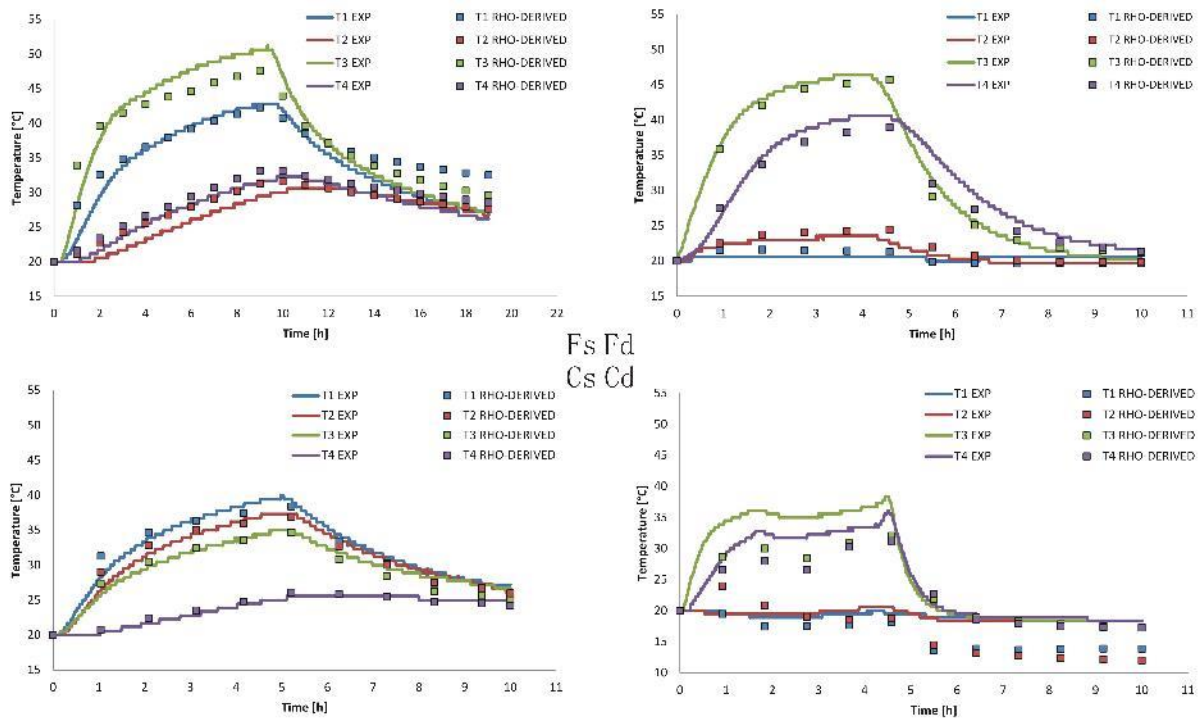 55
50
45
40
35
30
25
20
15
Temperature [°C]
T1 EXP
T2 EXP
T3 EXP
T4 EXP
T1 RHO-DERIVED
T2 RHO-DERIVED
T3 RHO-DERIVED
T4 RHO-DERIVED
0 2 4 6 8 10 12 14 16 18 20 22
Time [h]
55
50
45
40
35
30
25
20
15
Temperature [°C]
T1 EXP
T2 EXP
T3 EXP
T4 EXP
T1 RHO-DERIVED
T2 RHO-DERIVED
T3 RHO-DERIVED
T4 RHO-DERIVED
0 1 2 3 4 5 6 7 8 9 10 11
Time [h]
Fs Fd
Cs Cd
55
50
45
40
35
30
25
20
15
Temperature [°C]
T1 EXP
T2 EXP
T3 EXP
T4 EXP
T1 RHO-DERIVED
T2 RHO-DERIVED
T3 RHO-DERIVED
T4 RHO-DERIVED
0 1 2 3 4 5 6 7 8 9 10 11
Time [h]
55
50
45
40
35
30
25
20
15
10
Temperature [°C]
T1 EXP
T2 EXP
T3 EXP
T4 EXP
T1 RHO-DERIVED
T2 RHO-DERIVED
T3 RHO-DERIVED
T4 RHO-DERIVED
0 1 2 3 4 5 6 7 8 9 10 11
Time [h]